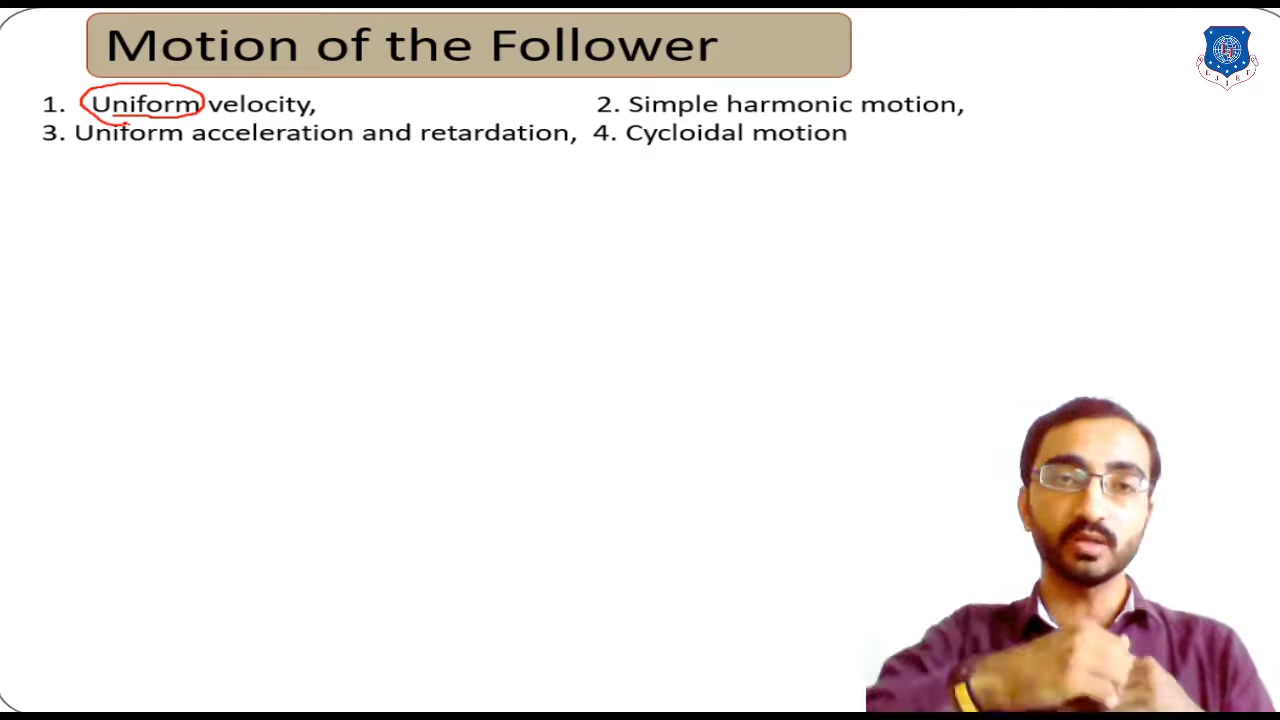 Motion of the Follower
1. Uniform velocity, 2. Simple harmonic motion,
3. Uniform acceleration and retardation, 4. Cycloidal motion